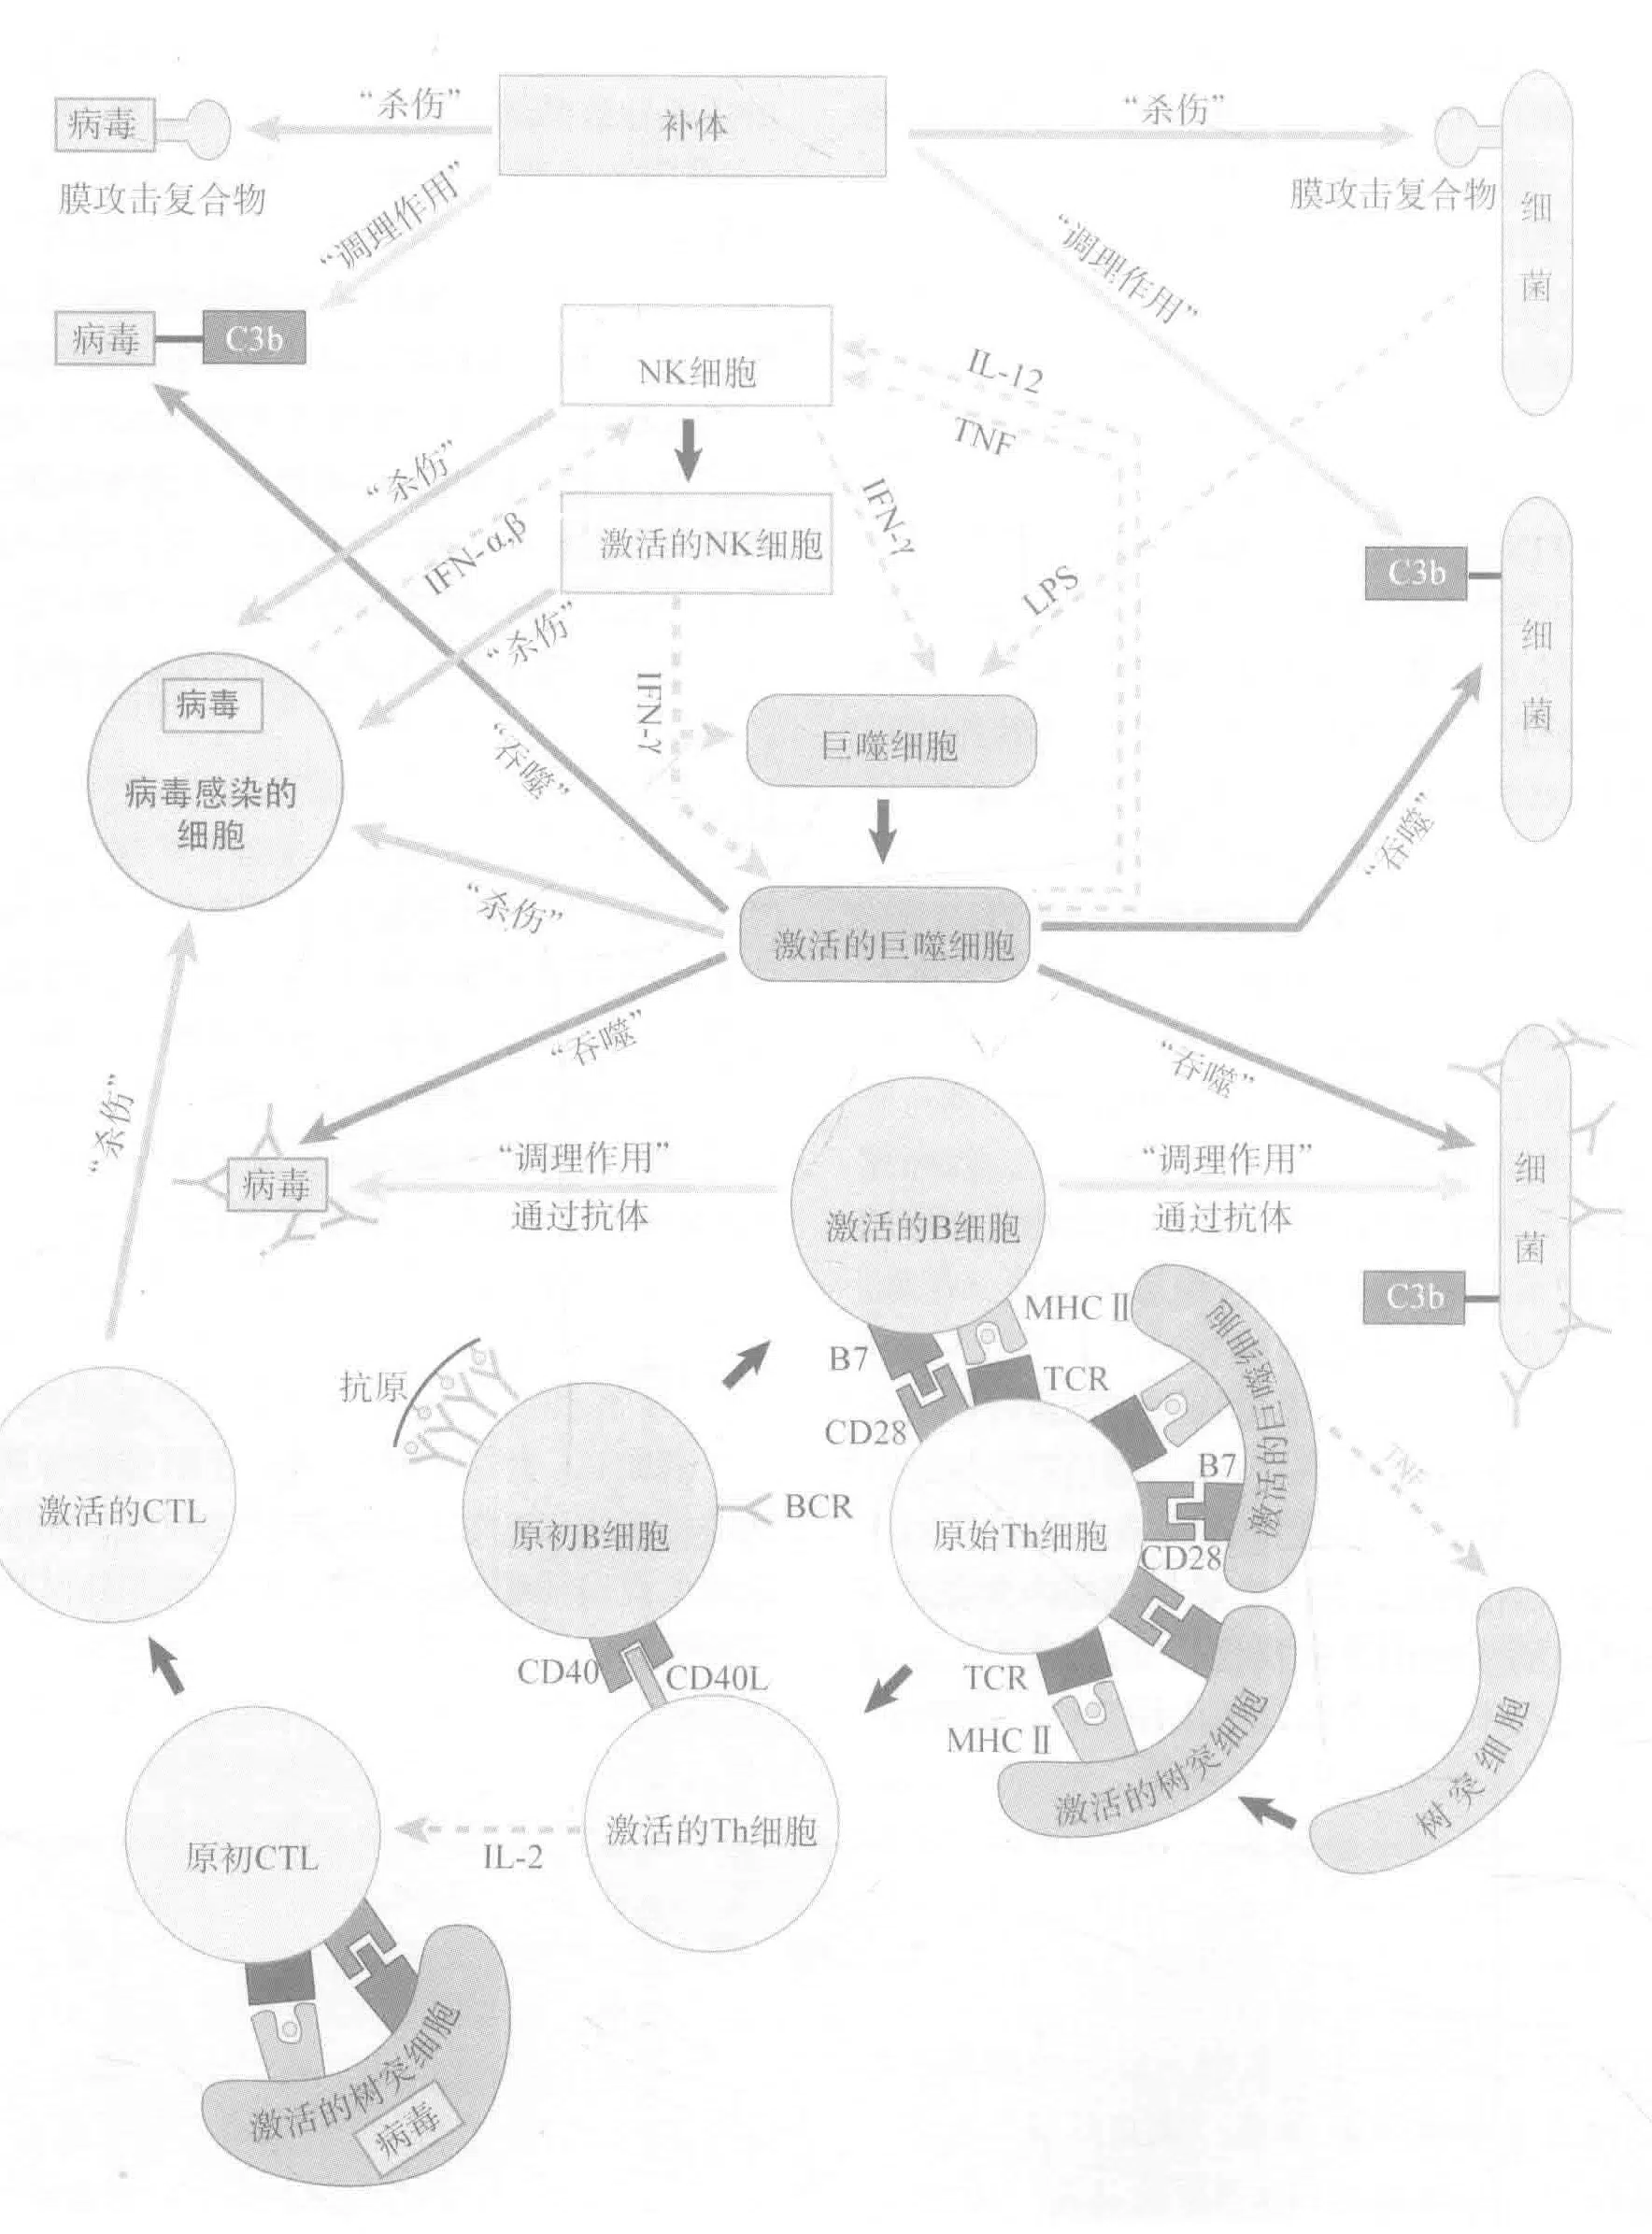 “杀伤”
补体
“杀伤”
病毒
膜攻击复合物
膜攻击复合物
细
菌
“调理作用”
“调理作用”
病毒
C3b
NK细胞
IL-12
TNF
“杀伤”
IFN-α,β
激活的NK细胞
IFN-γ
LPS
C3b
细
菌
“杀伤”
IFN-γ
病毒
病毒感染的
细胞
“吞噬”
巨噬细胞
“吞噬”
“杀伤”
激活的巨噬细胞
“吞噬”
“吞噬”
“杀伤”
病毒
“调理作用”
通过抗体
激活的B细胞
“调理作用”
通过抗体
细
菌
C3b
MHC Ⅱ
B7
TCR
CD28
激活的巨噬细胞
抗原
B7
TNF
激活的CTL
原初B细胞
BCR
原始Th细胞
CD28
CD40
CD40L
TCR
MHC Ⅱ
激活的树突细胞
树突细胞
原初CTL
IL-2
激活的Th细胞
激活的树突细胞
病毒